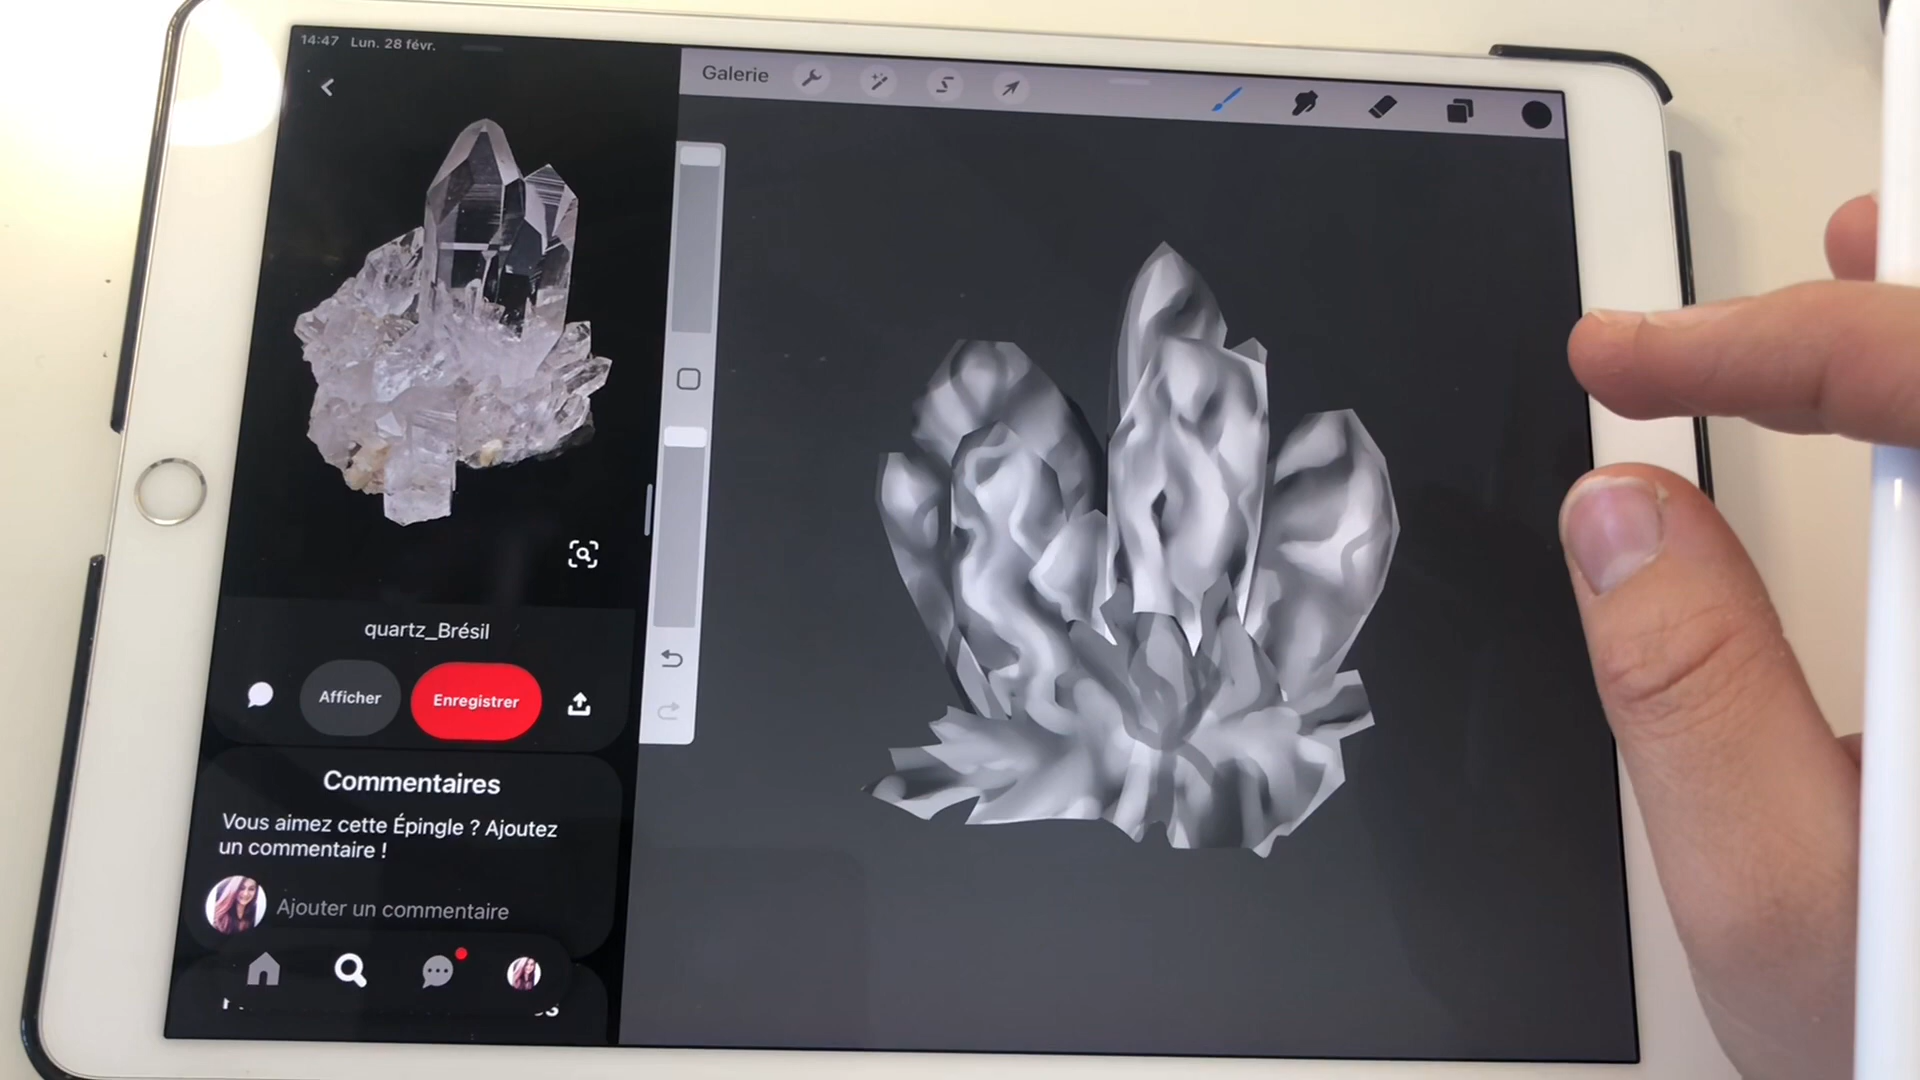 14:47 Lun. 28 févr.
Galerie
quartz_Brésil
Afficher
Enregistrer
Commentaires
Vous aimez cette Épingle ? Ajoutez
un commentaire !
Ajouter un commentaire